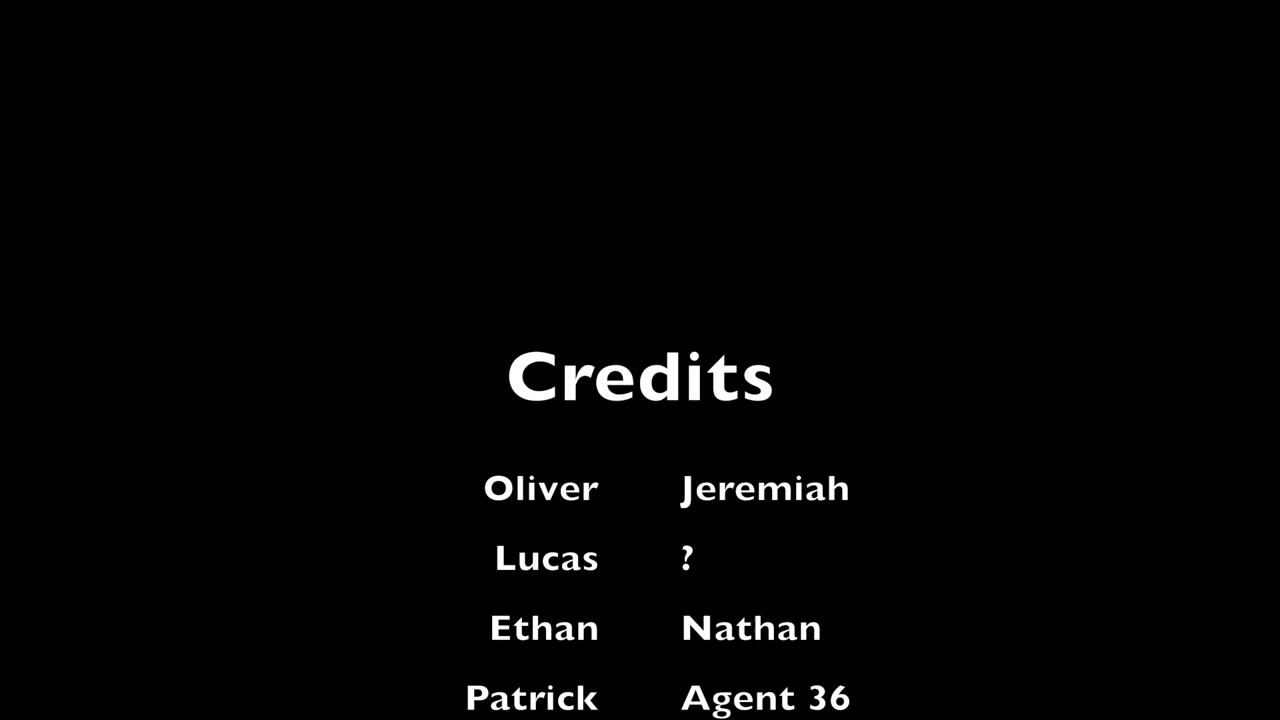 Credits
Oliver Jeremiah
Lucas ?
Ethan Nathan
Patrick Agent 36